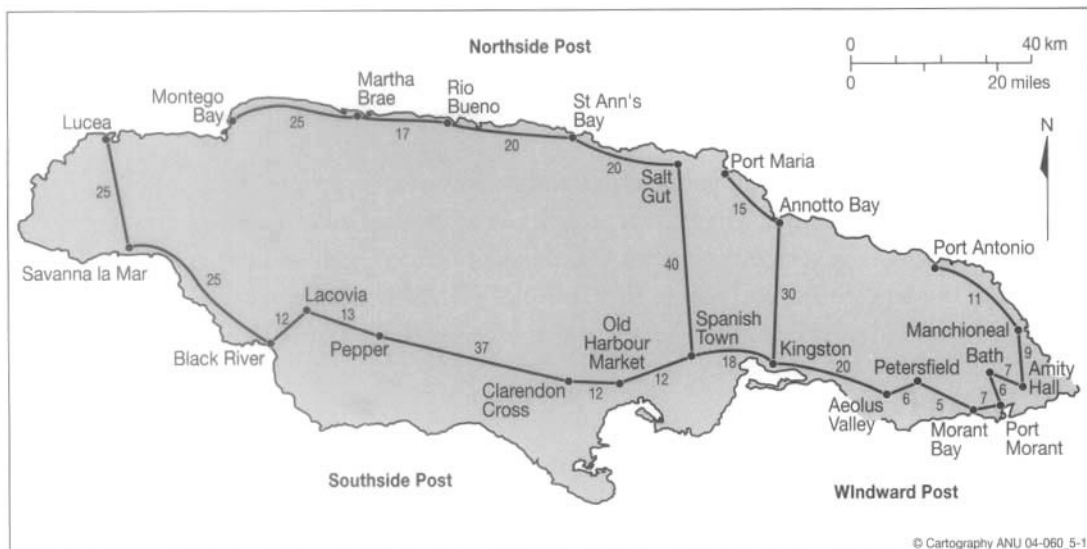 Northside Post
0 40 km
0 20 miles
N
Lucea
Montego
Bay
Martha
Brae
Rio
Bueno
St Ann's
Bay
Salt
Gut
Port Maria
Annotto Bay
Port Antonio
25
17
20
20
15
25
40
30
11
Savanna la Mar
25
Lacovia
12
13
Black River
Pepper
37
Old
Harbour
Market
Spanish
Town
Clarendon
Cross
12
12
18
Kingston
20
Petersfield
Aeolus
Valley
6
5
Morant
Bay
7
6
Port
Morant
Bath
7
Amity
Hall
9
Manchioneal
Southside Post
WIndward Post
© Cartography ANU 04-060_5-1